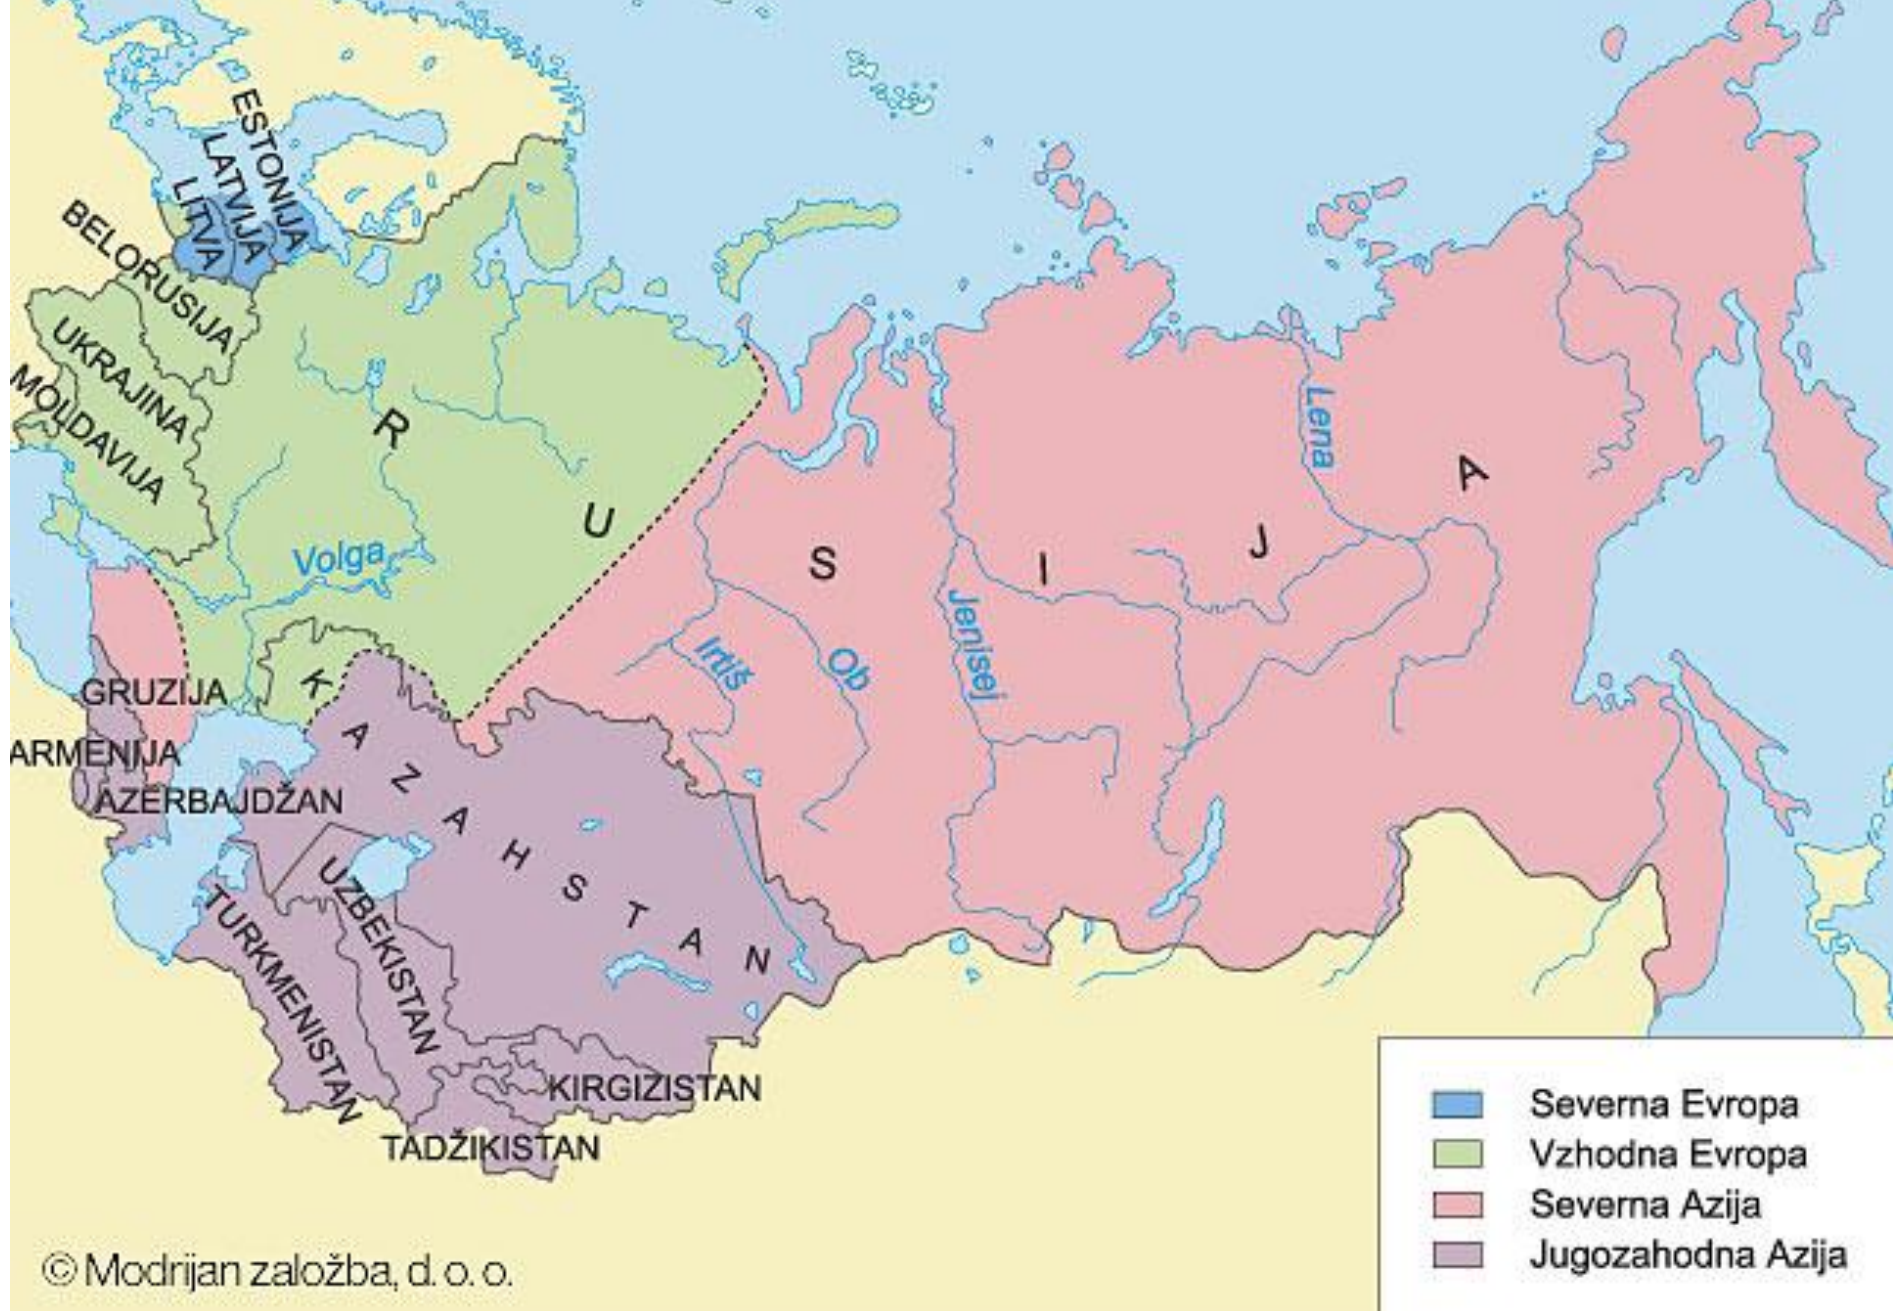 ESTONIJA
LATVIJA
LITVA
BELORUSIJA
UKRAJINA
MOLDAVIJA
R U S I J A
Volga
Irtiš
Ob
Jenisej
Lena
GRUZIJA
ARMENIJA
AZERBAJDŽAN
K A Z A H S T A N
UZBEKISTAN
TURKMENISTAN
KIRGIZISTAN
TADŽIKISTAN
Severna Evropa
Vzhodna Evropa
Severna Azija
Jugozahodna Azija
© Modrijan založba, d. o. o.